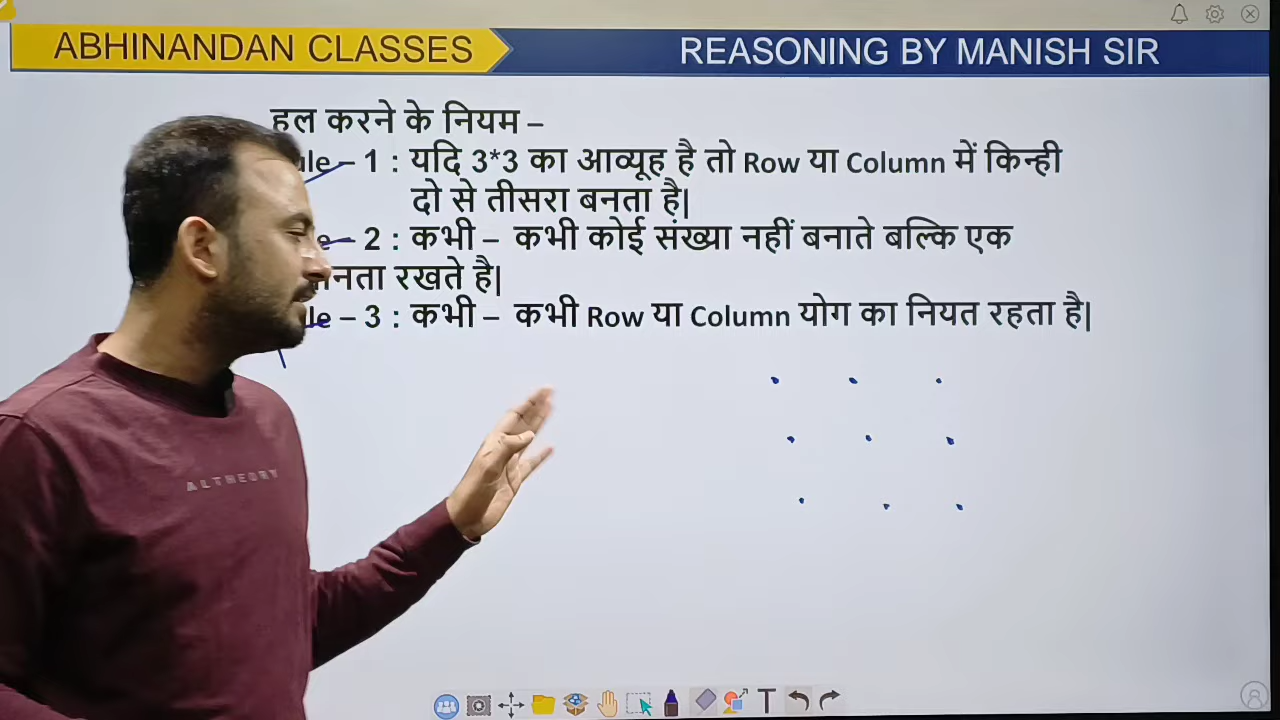 ABHINANDAN CLASSES
REASONING BY MANISH SIR
हल करने के नियम –
– 1 : यदि 3*3 का आव्यूह है तो Row या Column में किन्ही
दो से तीसरा बनता है|
– 2 : कभी – कभी कोई संख्या नहीं बनाते बल्कि एक
रखते है|
– 3 : कभी – कभी Row या Column योग का नियत रहता है|
ALTHEORY